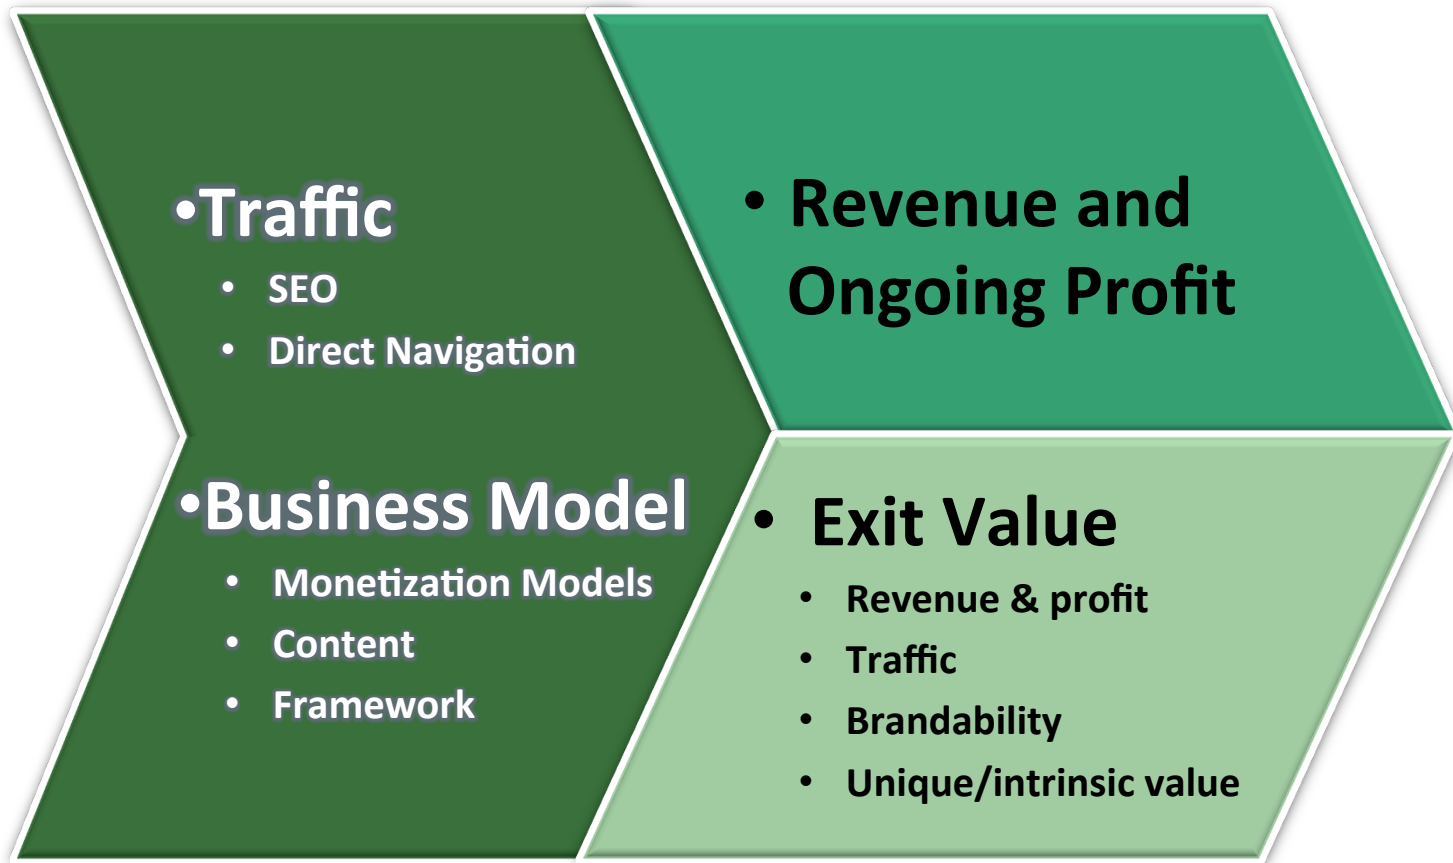 •Traffic
• SEO
• Direct Navigation
•Business Model
• Monetization Models
• Content
• Framework
• Revenue and
Ongoing Profit
• Exit Value
• Revenue & profit
• Traffic
• Brandability
• Unique/intrinsic value